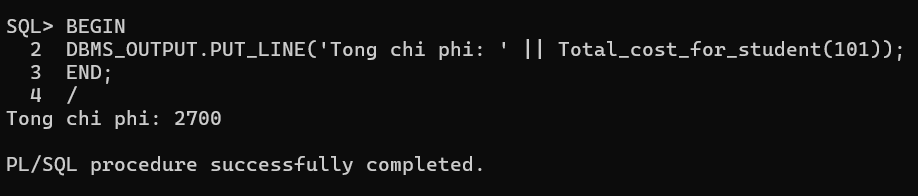 SQL> BEGIN
  2  DBMS_OUTPUT.PUT_LINE('Tong chi phi: ' || Total_cost_for_student(101));
  3  END;
  4  /
Tong chi phi: 2700
PL/SQL procedure successfully completed.